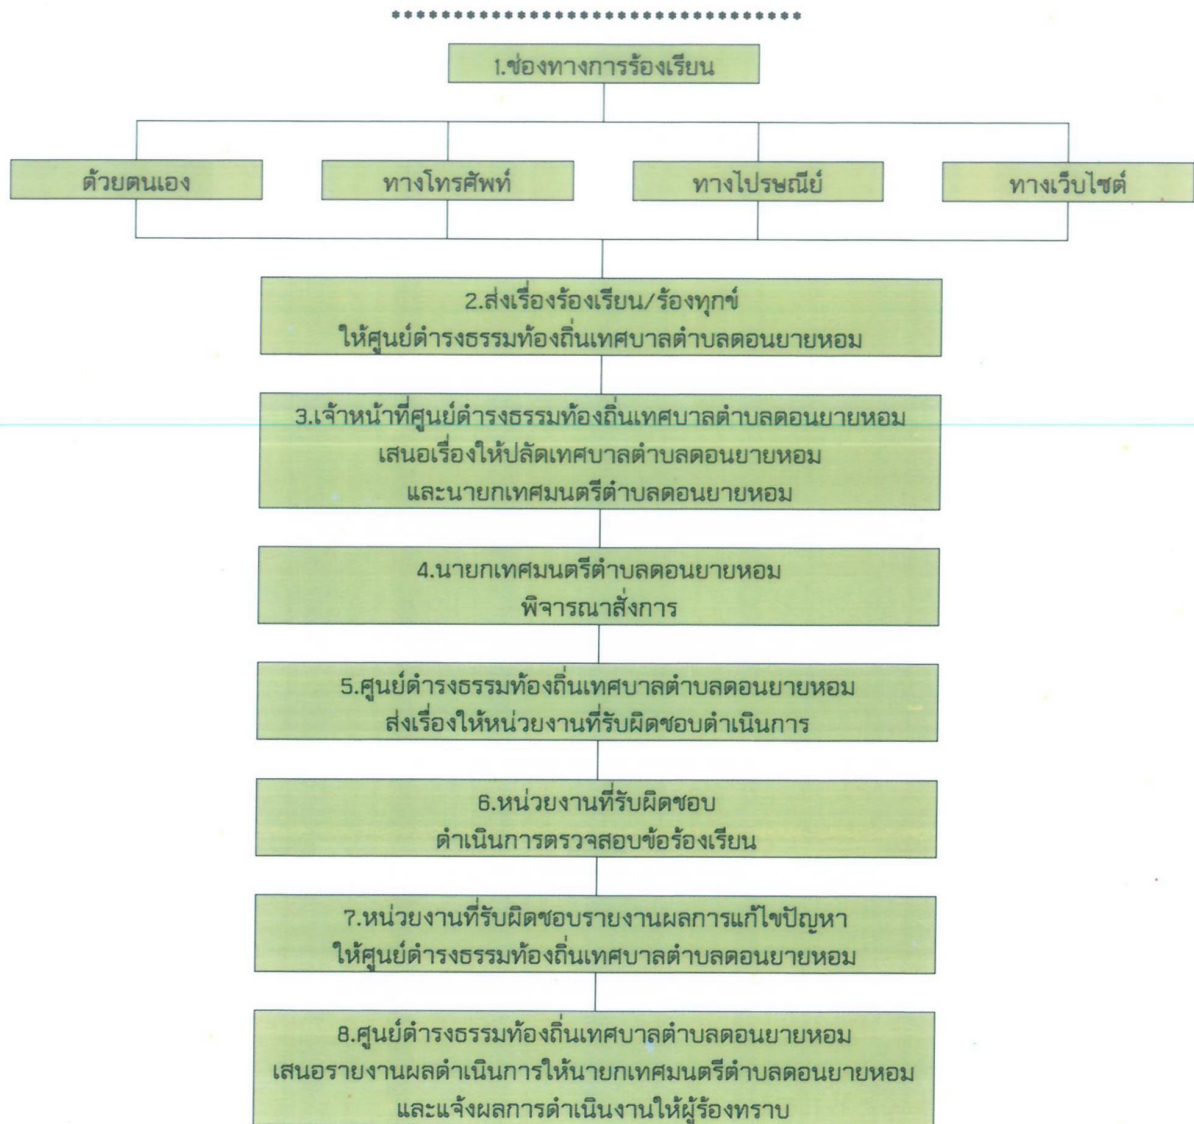 *********************************
1.ช่องทางการร้องเรียน
ด้วยตนเอง
ทางโทรศัพท์
ทางไปรษณีย์
ทางเว็บไซต์
2.ส่งเรื่องร้องเรียน/ร้องทุกข์
ให้ศูนย์ดำรงธรรมท้องถิ่นเทศบาลตำบลดอนยายหอม
3.เจ้าหน้าที่ศูนย์ดำรงธรรมท้องถิ่นเทศบาลตำบลดอนยายหอม
เสนอเรื่องให้ปลัดเทศบาลตำบลดอนยายหอม
และนายกเทศมนตรีตำบลดอนยายหอม
4.นายกเทศมนตรีตำบลดอนยายหอม
พิจารณาสั่งการ
5.ศูนย์ดำรงธรรมท้องถิ่นเทศบาลตำบลดอนยายหอม
ส่งเรื่องให้หน่วยงานที่รับผิดชอบดำเนินการ
6.หน่วยงานที่รับผิดชอบ
ดำเนินการตรวจสอบข้อร้องเรียน
7.หน่วยงานที่รับผิดชอบรายงานผลการแก้ไขปัญหา
ให้ศูนย์ดำรงธรรมท้องถิ่นเทศบาลตำบลดอนยายหอม
8.ศูนย์ดำรงธรรมท้องถิ่นเทศบาลตำบลดอนยายหอม
เสนอรายงานผลดำเนินการให้นายกเทศมนตรีตำบลดอนยายหอม
และแจ้งผลการดำเนินงานให้ผู้ร้องทราบ